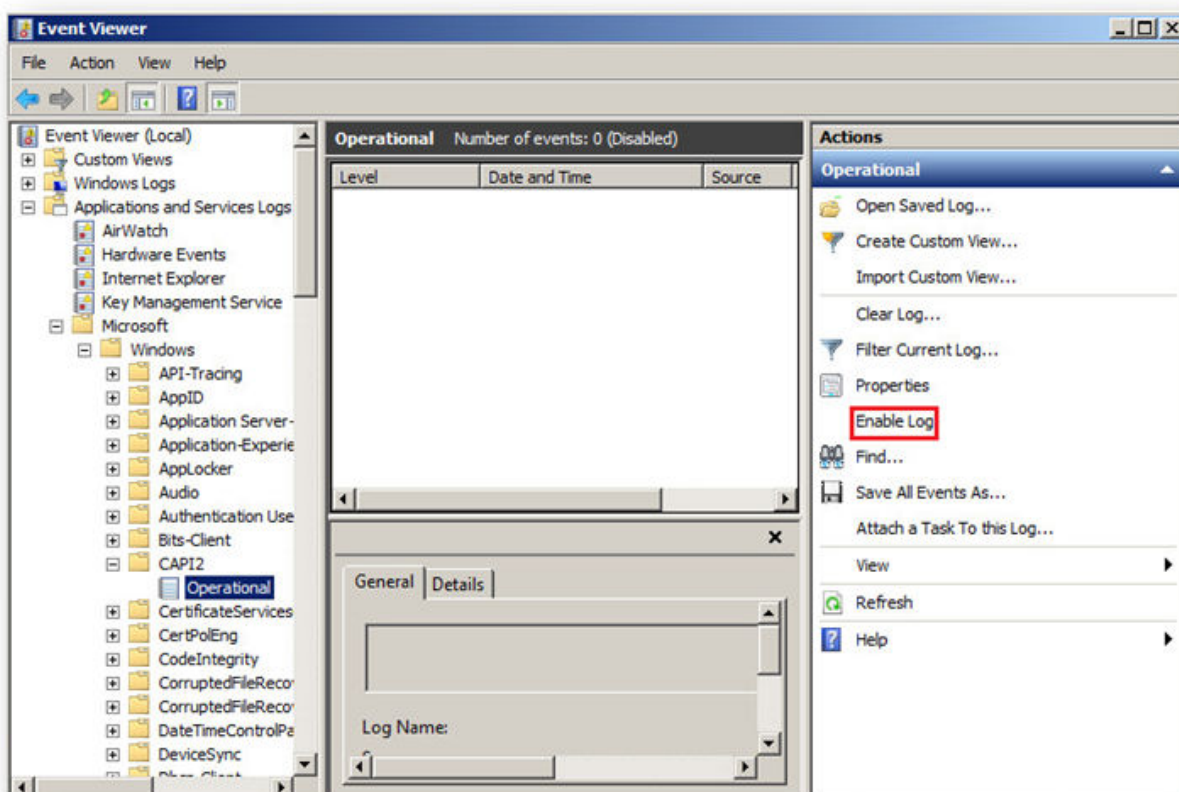 Event Viewer
File Action View Help
Event Viewer (Local)
Custom Views
Windows Logs
Applications and Services Logs
AirWatch
Hardware Events
Internet Explorer
Key Management Service
Microsoft
Windows
API-Tracing
AppID
Application Server-
Application-Experie
AppLocker
Audio
Authentication Use
Bits-Client
CAPI2
Operational
CertificateServices
CertPolEng
CodeIntegrity
CorruptedFileReco
CorruptedFileReco
DateTimeControlPa
DeviceSync
Operational Number of events: 0 (Disabled)
Level Date and Time Source
General Details
Log Name:
Actions
Operational
Open Saved Log...
Create Custom View...
Import Custom View...
Clear Log...
Filter Current Log...
Properties
Enable Log
Find...
Save All Events As...
Attach a Task To this Log...
View
Refresh
Help